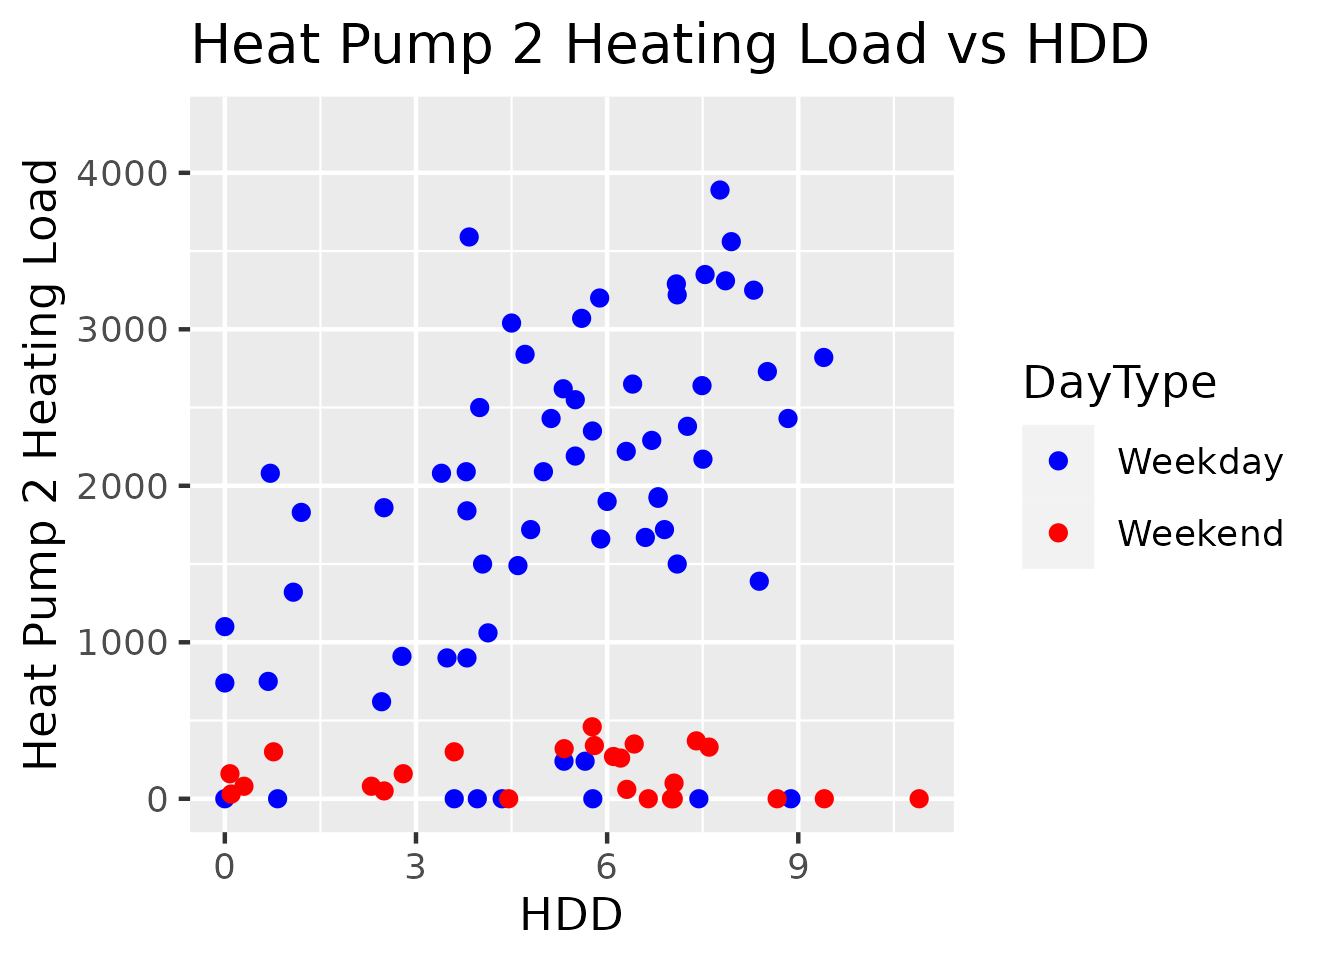 Heat Pump 2 Heating Load vs HDD
Heat Pump 2 Heating Load
4000
3000
2000
1000
0
0 3 6 9
HDD
DayType
Weekday
Weekend